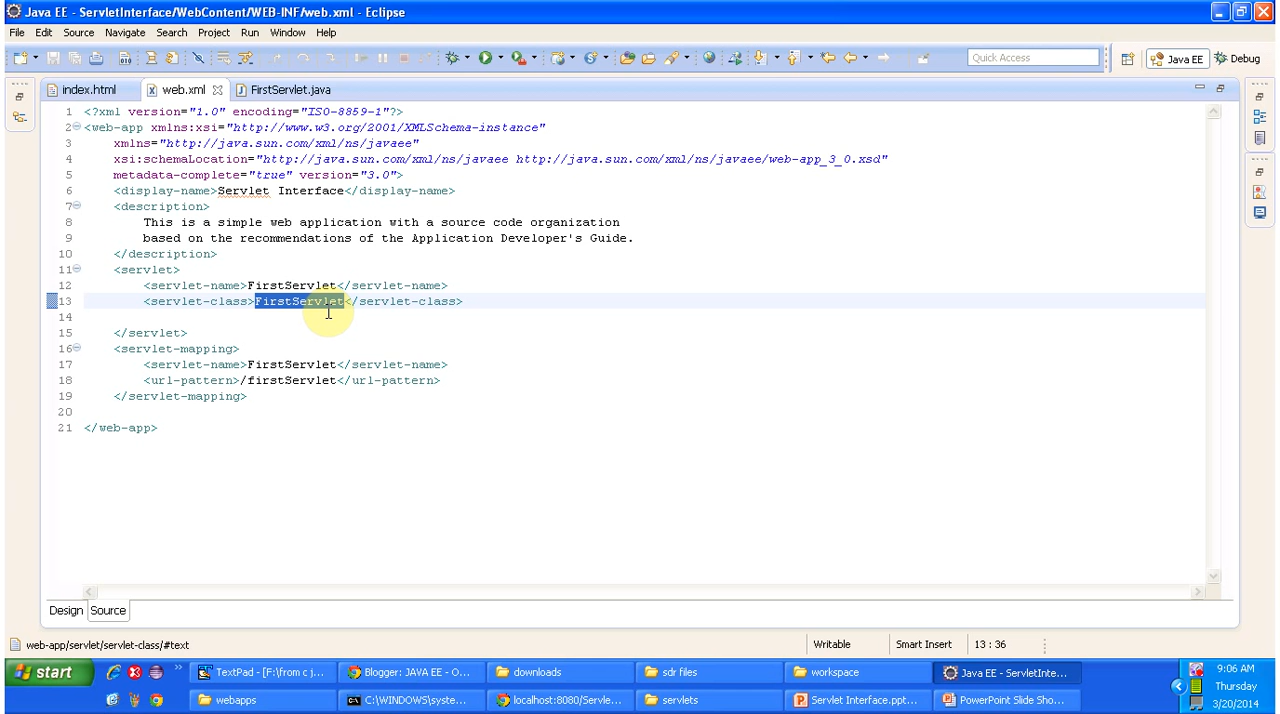 Java EE - ServletInterface/WebContent/WEB-INF/web.xml - Eclipse
File Edit Source Navigate Search Project Run Window Help
Quick Access
Java EE
Debug
index.html
web.xml
FirstServlet.java
1 <?xml version="1.0" encoding="ISO-8859-1"?>
2 <web-app xmlns:xsi="http://www.w3.org/2001/XMLSchema-instance"
3 xmlns="http://java.sun.com/xml/ns/javaee"
4 xsi:schemaLocation="http://java.sun.com/xml/ns/javaee http://java.sun.com/xml/ns/javaee/web-app_3_0.xsd"
5 metadata-complete="true" version="3.0">
6 <display-name>Servlet Interface</display-name>
7 <description>
8 This is a simple web application with a source code organization
9 based on the recommendations of the Application Developer's Guide.
10 </description>
11 <servlet>
12 <servlet-name>FirstServlet</servlet-name>
13 <servlet-class>FirstServlet</servlet-class>
14
15 </servlet>
16 <servlet-mapping>
17 <servlet-name>FirstServlet</servlet-name>
18 <url-pattern>/firstServlet</url-pattern>
19 </servlet-mapping>
20
21 </web-app>
Design Source
web-app/servlet/servlet-class/#text
Writable
Smart Insert
13 : 36
start
TextPad - [F:\from c j...
Blogger: JAVA EE - O...
downloads
sdr files
workspace
Java EE - ServletInte...
9:06 AM
Thursday
3/20/2014
webapps
C:\WINDOWS\syste...
localhost:8080/Servle...
servlets
Servlet Interface.ppt...
PowerPoint Slide Sho...